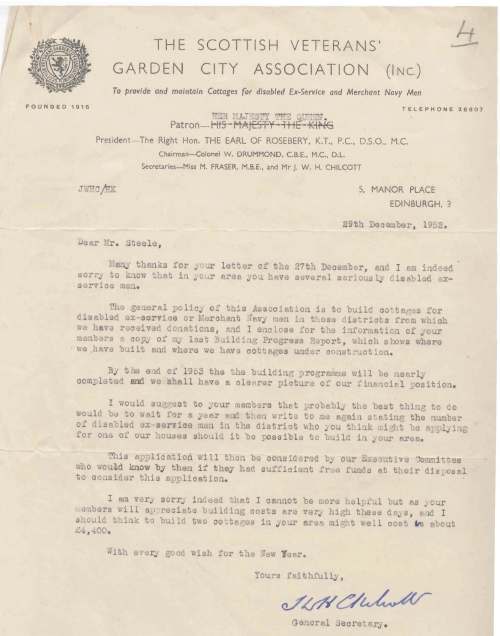 4
THE SCOTTISH VETERANS'
GARDEN CITY ASSOCIATION (INC)
To provide and maintain Cottages for disabled Ex-Service and Merchant Navy Men
FOUNDED 1915
TELEPHONE 26807
HER MAJESTY THE QUEEN.
Patron—HIS MAJESTY THE KING
President—The Right Hon. THE EARL OF ROSEBERY, K.T., P.C., D.S.O., M.C.
Chairman—Colonel W. DRUMMOND, C.B.E., M.C., D.L.
Secretaries—Miss M. FRASER, M.B.E., and Mr J. W. H. CHILCOTT
JWHC/EK
5, MANOR PLACE
EDINBURGH, 3
29th December, 1952.
Dear Mr. Steele,
Many thanks for your letter of the 27th December, and I am indeed
sorry to know that in your area you have several seriously disabled ex-
service men.
The general policy of this Association is to build cottages for
disabled ex-service or Merchant Navy men in those districts from which
we have received donations, and I enclose for the information of your
members a copy of my last Building Progress Report, which shows where
we have built and where we have cottages under construction.
By the end of 1953 the the building programme will be nearly
completed and we shall have a clearer picture of our financial position.
I would suggest to your members that probably the best thing to do
would be to wait for a year and then write to me again stating the number
of disabled ex-service men in the district who you think might be applying
for one of our houses should it be possible to build in your area.
This application will then be considered by our Executive Committee
who would know by then if they had sufficient free funds at their disposal
to consider this application.
I am very sorry indeed that I cannot be more helpful but as your
members will appreciate building costs are very high these days, and I
should think to build two cottages in your area might well cost in about
£4,400.
With every good wish for the New Year.
Yours faithfully,
J W H Chilcott
General Secretary.